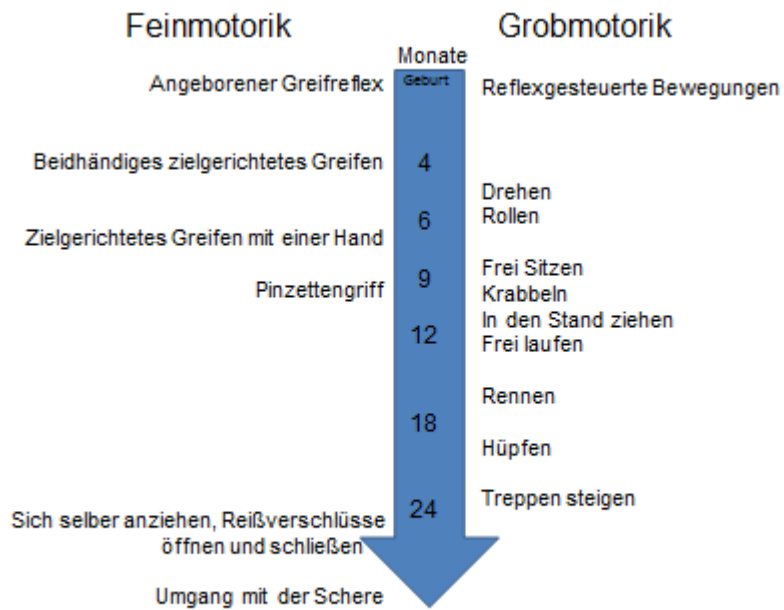 Feinmotorik
Grobmotorik
Monate
Angeborener Greifreflex
Geburt
Reflexgesteuerte Bewegungen
Beidhändiges zielgerichtetes Greifen
4
Drehen
Rollen
6
Zielgerichtetes Greifen mit einer Hand
Frei Sitzen
9
Pinzettengriff
Krabbeln
In den Stand ziehen
12
Frei laufen
Rennen
18
Hüpfen
Treppen steigen
24
Sich selber anziehen, Reißverschlüsse
öffnen und schließen
Umgang mit der Schere